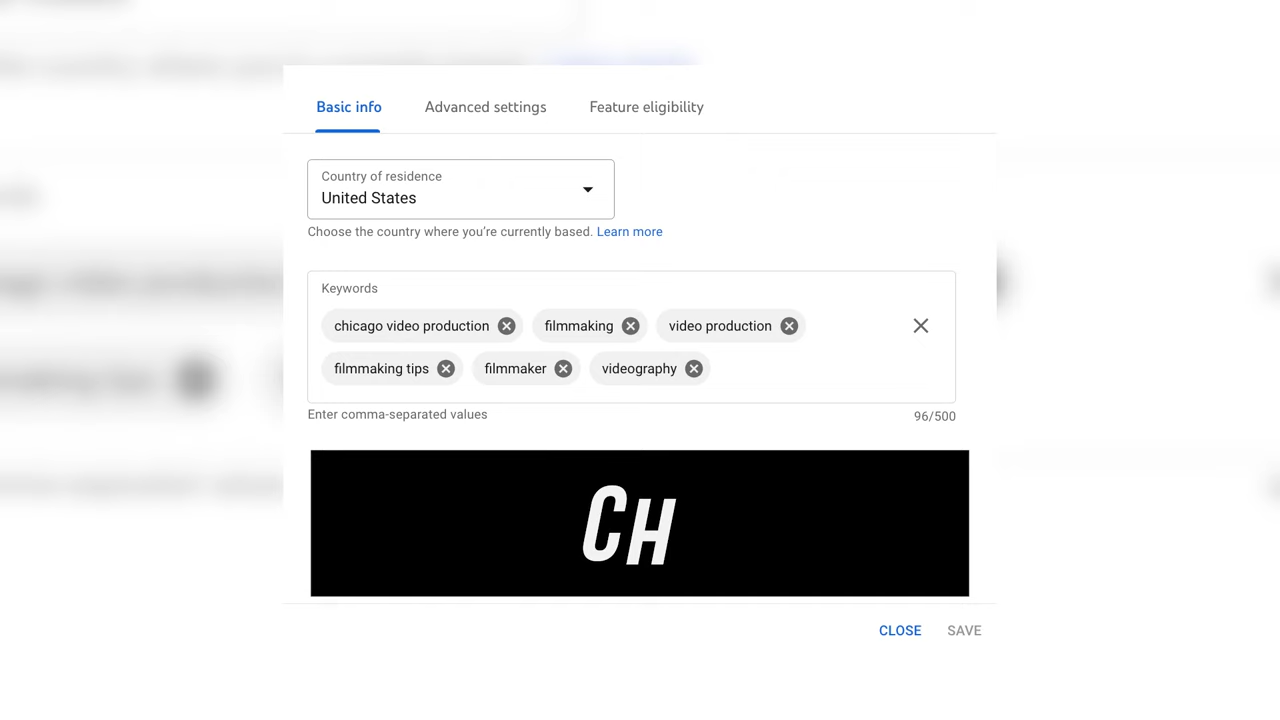 Basic info Advanced settings Feature eligibility
Country of residence
United States
Choose the country where you're currently based. Learn more
Keywords
chicago video production filmmaking video production
filmmaking tips filmmaker videography
Enter comma-separated values 96/500
CH
CLOSE SAVE